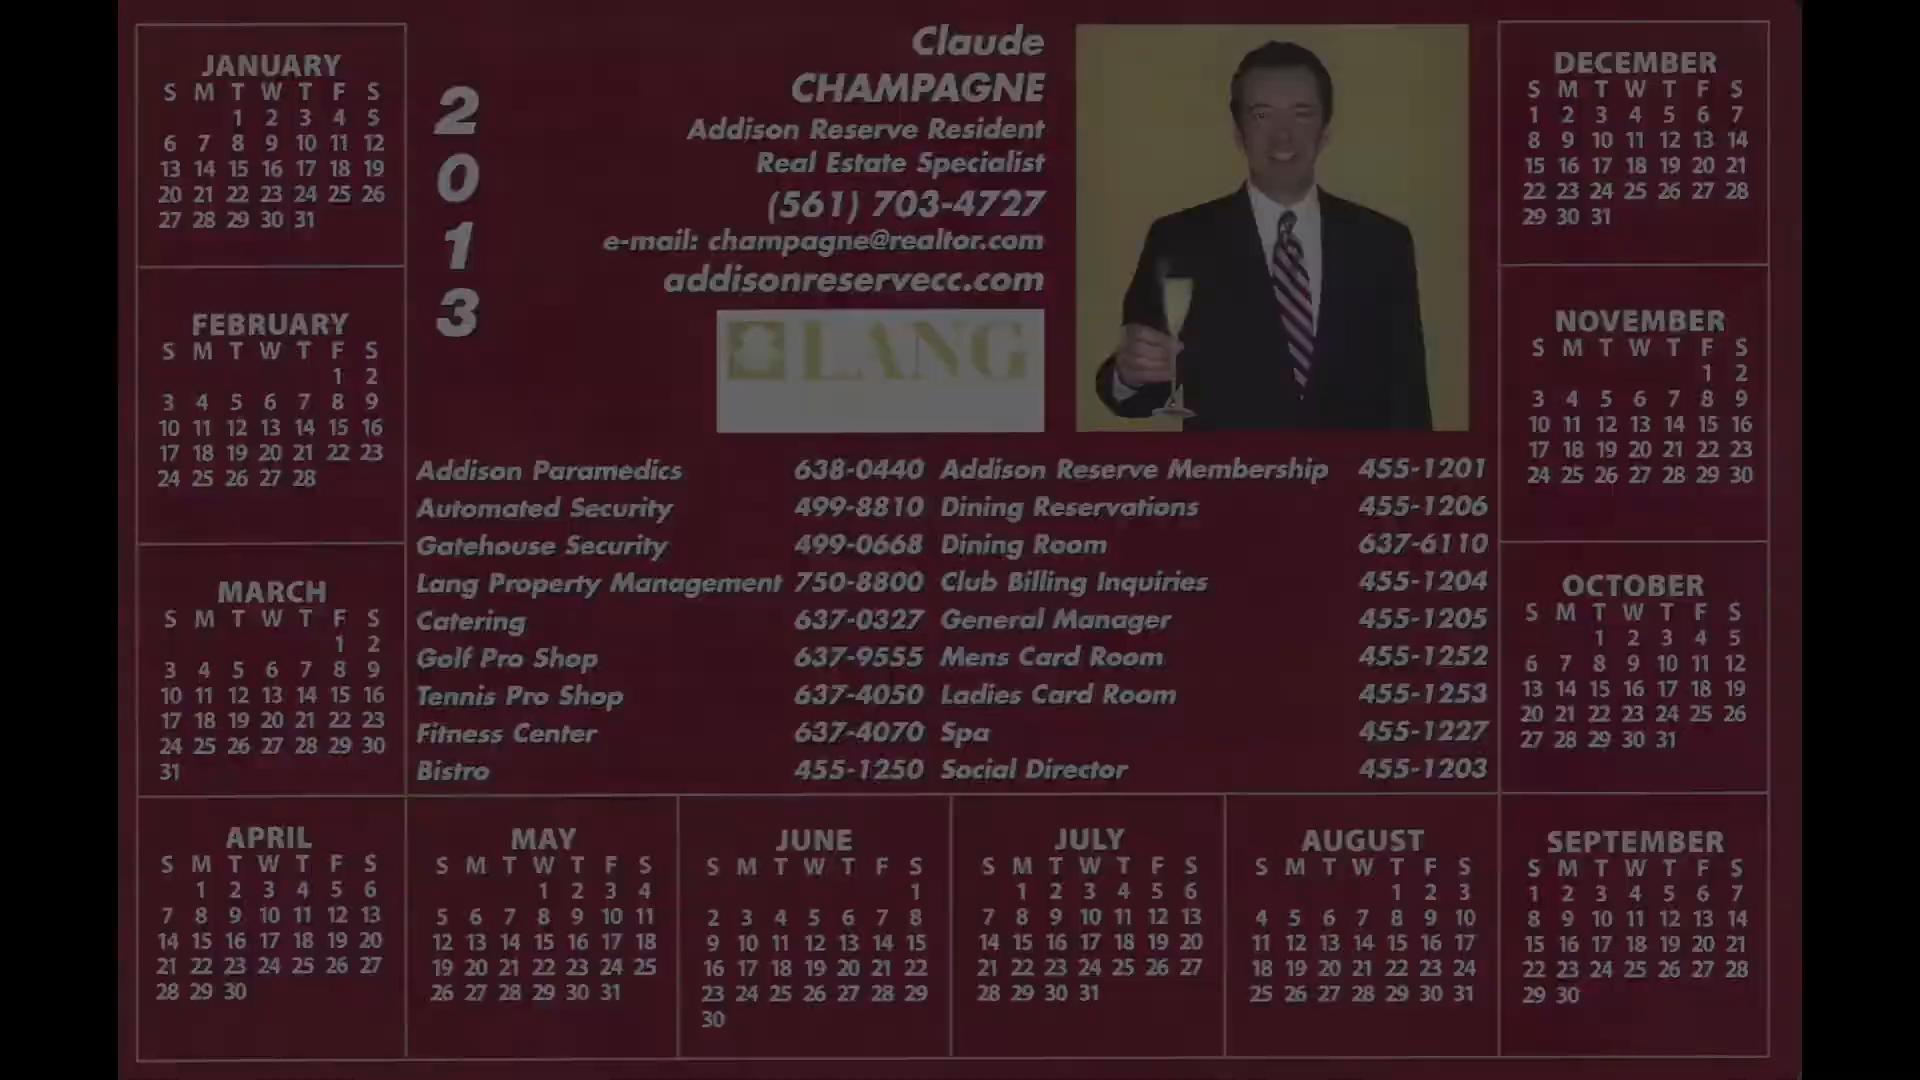 JANUARY
S M T W T F S
1 2 3 4 5
6 7 8 9 10 11 12
13 14 15 16 17 18 19
20 21 22 23 24 25 26
27 28 29 30 31
FEBRUARY
S M T W T F S
1 2
3 4 5 6 7 8 9
10 11 12 13 14 15 16
17 18 19 20 21 22 23
24 25 26 27 28
MARCH
S M T W T F S
1 2
3 4 5 6 7 8 9
10 11 12 13 14 15 16
17 18 19 20 21 22 23
24 25 26 27 28 29 30
31
2
0
1
3
Claude
CHAMPAGNE
Addison Reserve Resident
Real Estate Specialist
(561) 703-4727
e-mail: champagne@realtor.com
addisonreservecc.com
LANG
Addison Paramedics 638-0440 Addison Reserve Membership 455-1201
Automated Security 499-8810 Dining Reservations 455-1206
Gatehouse Security 499-0668 Dining Room 637-6110
Lang Property Management 750-8800 Club Billing Inquiries 455-1204
Catering 637-0327 General Manager 455-1205
Golf Pro Shop 637-9555 Mens Card Room 455-1252
Tennis Pro Shop 637-4050 Ladies Card Room 455-1253
Fitness Center 637-4070 Spa 455-1227
Bistro 455-1250 Social Director 455-1203
DECEMBER
S M T W T F S
1 2 3 4 5 6 7
8 9 10 11 12 13 14
15 16 17 18 19 20 21
22 23 24 25 26 27 28
29 30 31
NOVEMBER
S M T W T F S
1 2
3 4 5 6 7 8 9
10 11 12 13 14 15 16
17 18 19 20 21 22 23
24 25 26 27 28 29 30
OCTOBER
S M T W T F S
1 2 3 4 5
6 7 8 9 10 11 12
13 14 15 16 17 18 19
20 21 22 23 24 25 26
27 28 29 30 31
APRIL
S M T W T F S
1 2 3 4 5 6
7 8 9 10 11 12 13
14 15 16 17 18 19 20
21 22 23 24 25 26 27
28 29 30
MAY
S M T W T F S
1 2 3 4
5 6 7 8 9 10 11
12 13 14 15 16 17 18
19 20 21 22 23 24 25
26 27 28 29 30 31
JUNE
S M T W T F S
1
2 3 4 5 6 7 8
9 10 11 12 13 14 15
16 17 18 19 20 21 22
23 24 25 26 27 28 29
30
JULY
S M T W T F S
1 2 3 4 5 6
7 8 9 10 11 12 13
14 15 16 17 18 19 20
21 22 23 24 25 26 27
28 29 30 31
AUGUST
S M T W T F S
1 2 3
4 5 6 7 8 9 10
11 12 13 14 15 16 17
18 19 20 21 22 23 24
25 26 27 28 29 30 31
SEPTEMBER
S M T W T F S
1 2 3 4 5 6 7
8 9 10 11 12 13 14
15 16 17 18 19 20 21
22 23 24 25 26 27 28
29 30